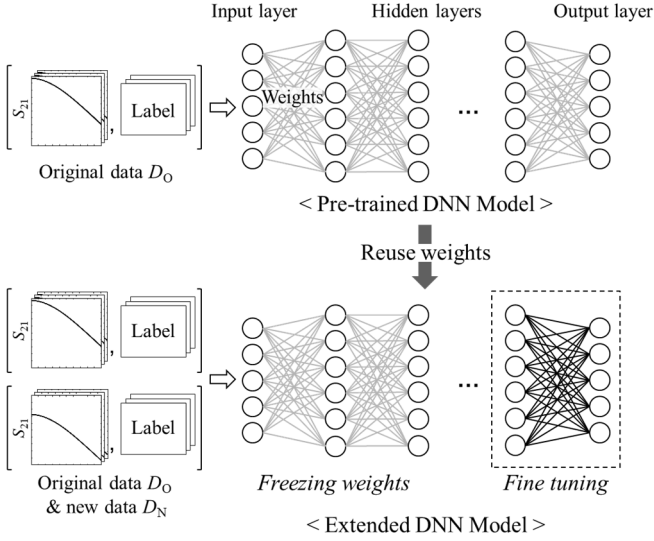 Input layer
Hidden layers
Output layer
S21
,
Label
Weights
...
Original data DO
< Pre-trained DNN Model >
Reuse weights
S21
,
Label
...
S21
,
Label
Original data DO
& new data DN
Freezing weights
Fine tuning
< Extended DNN Model >